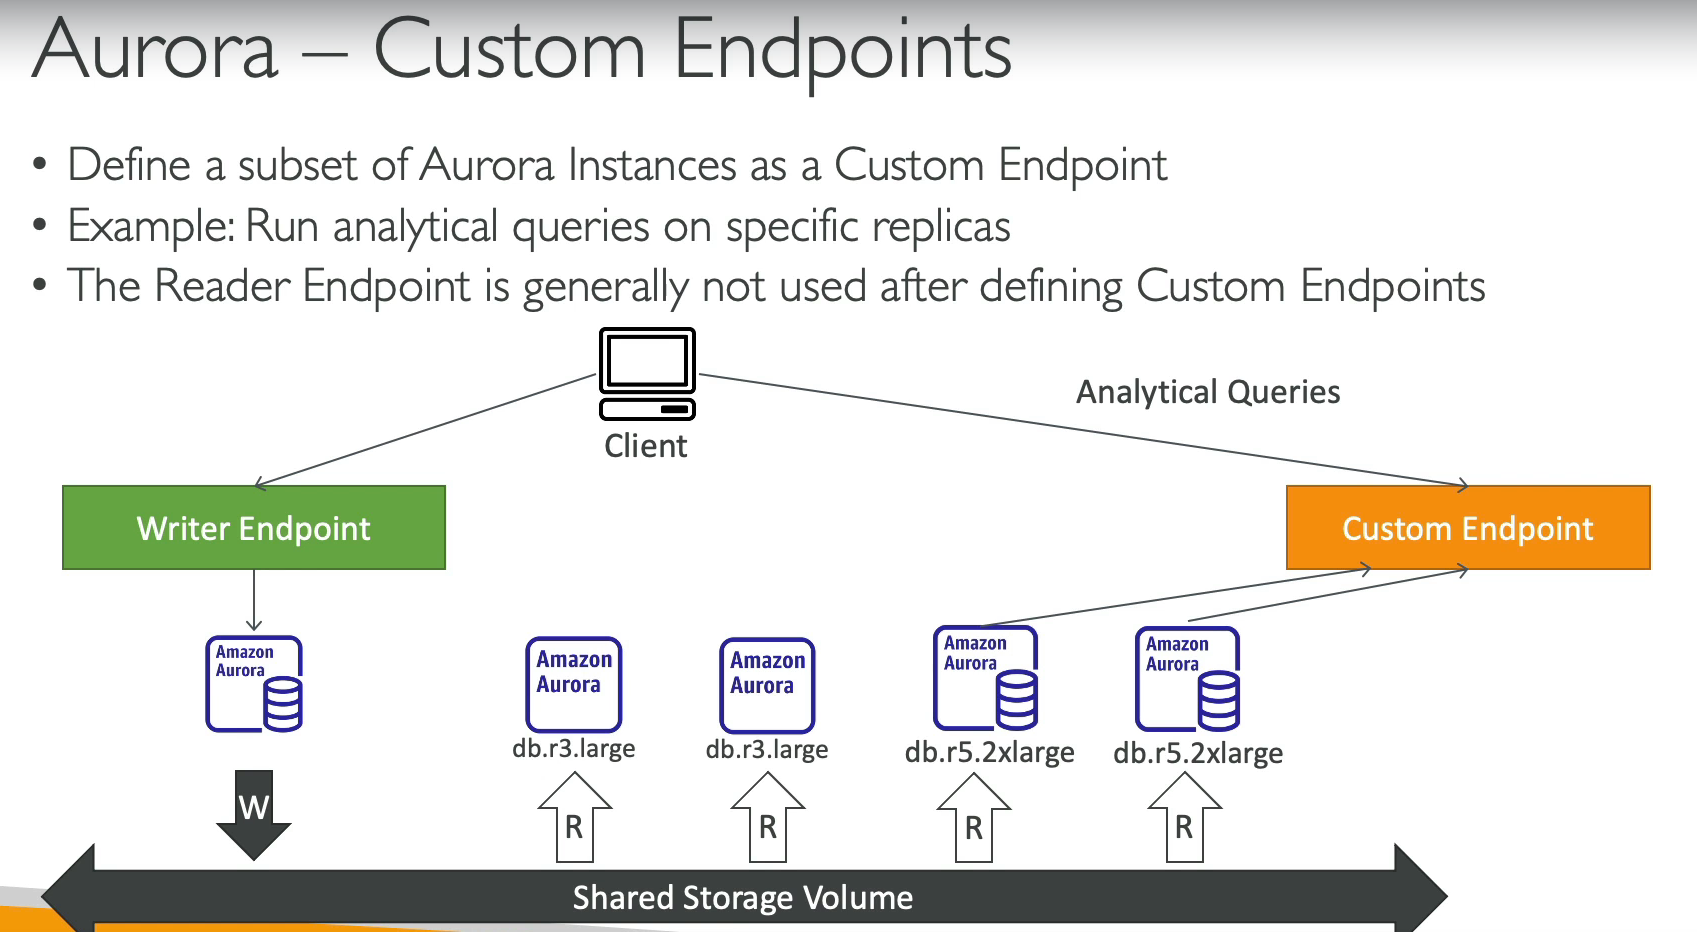 Aurora – Custom Endpoints
• Define a subset of Aurora Instances as a Custom Endpoint
• Example: Run analytical queries on specific replicas
• The Reader Endpoint is generally not used after defining Custom Endpoints
Client
Analytical Queries
Writer Endpoint
Custom Endpoint
Amazon
Aurora
Amazon
Aurora
db.r3.large
Amazon
Aurora
db.r3.large
Amazon
Aurora
db.r5.2xlarge
Amazon
Aurora
db.r5.2xlarge
W
R
R
R
R
Shared Storage Volume